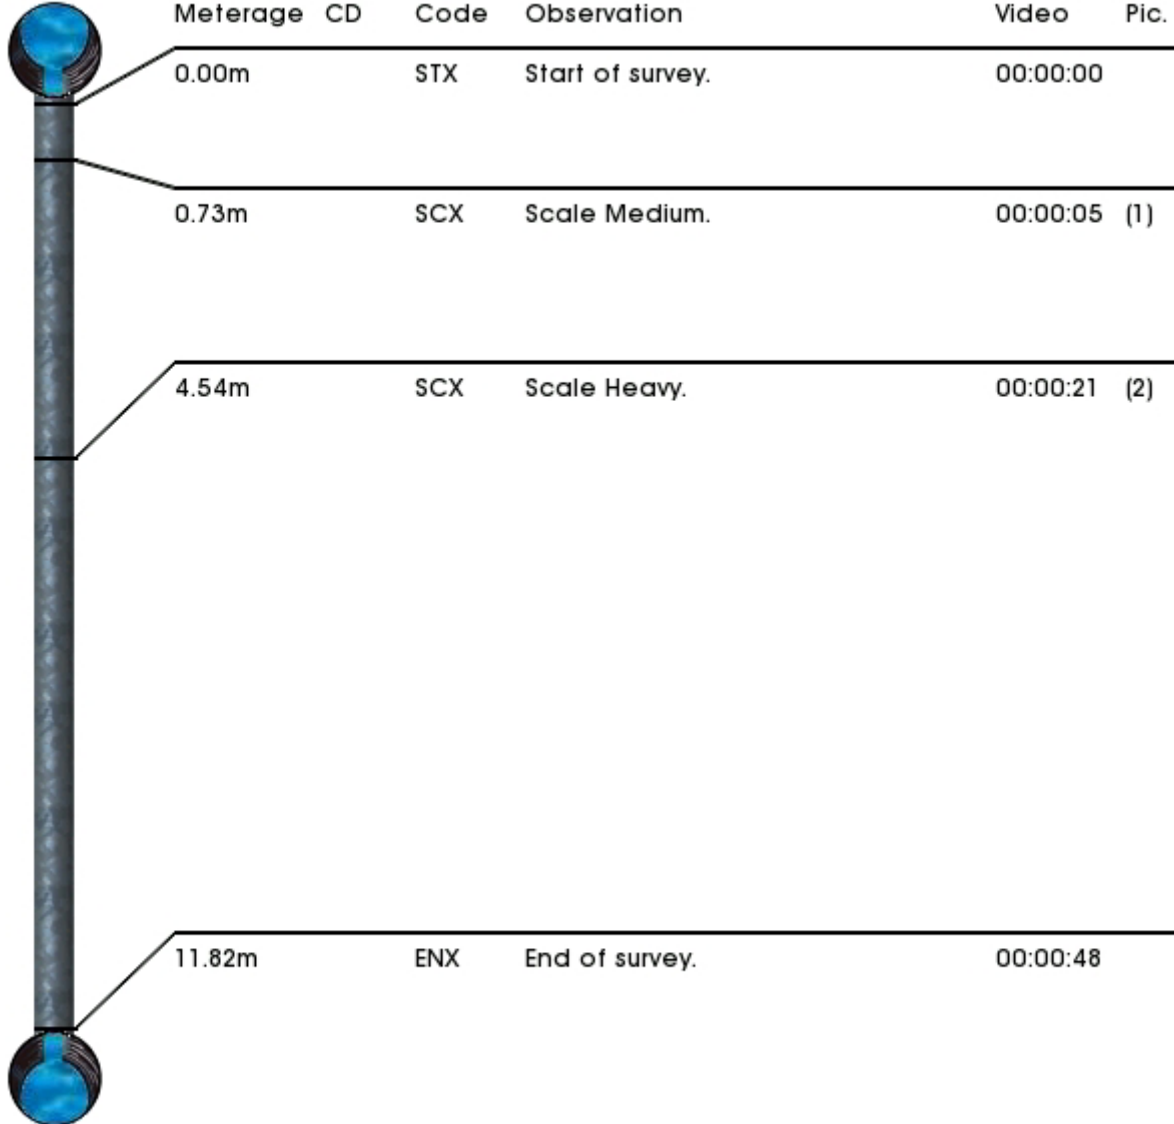 Meterage CD Code Observation Video Pic.
0.00m STX Start of survey. 00:00:00
0.73m SCX Scale Medium. 00:00:05 (1)
4.54m SCX Scale Heavy. 00:00:21 (2)
11.82m ENX End of survey. 00:00:48